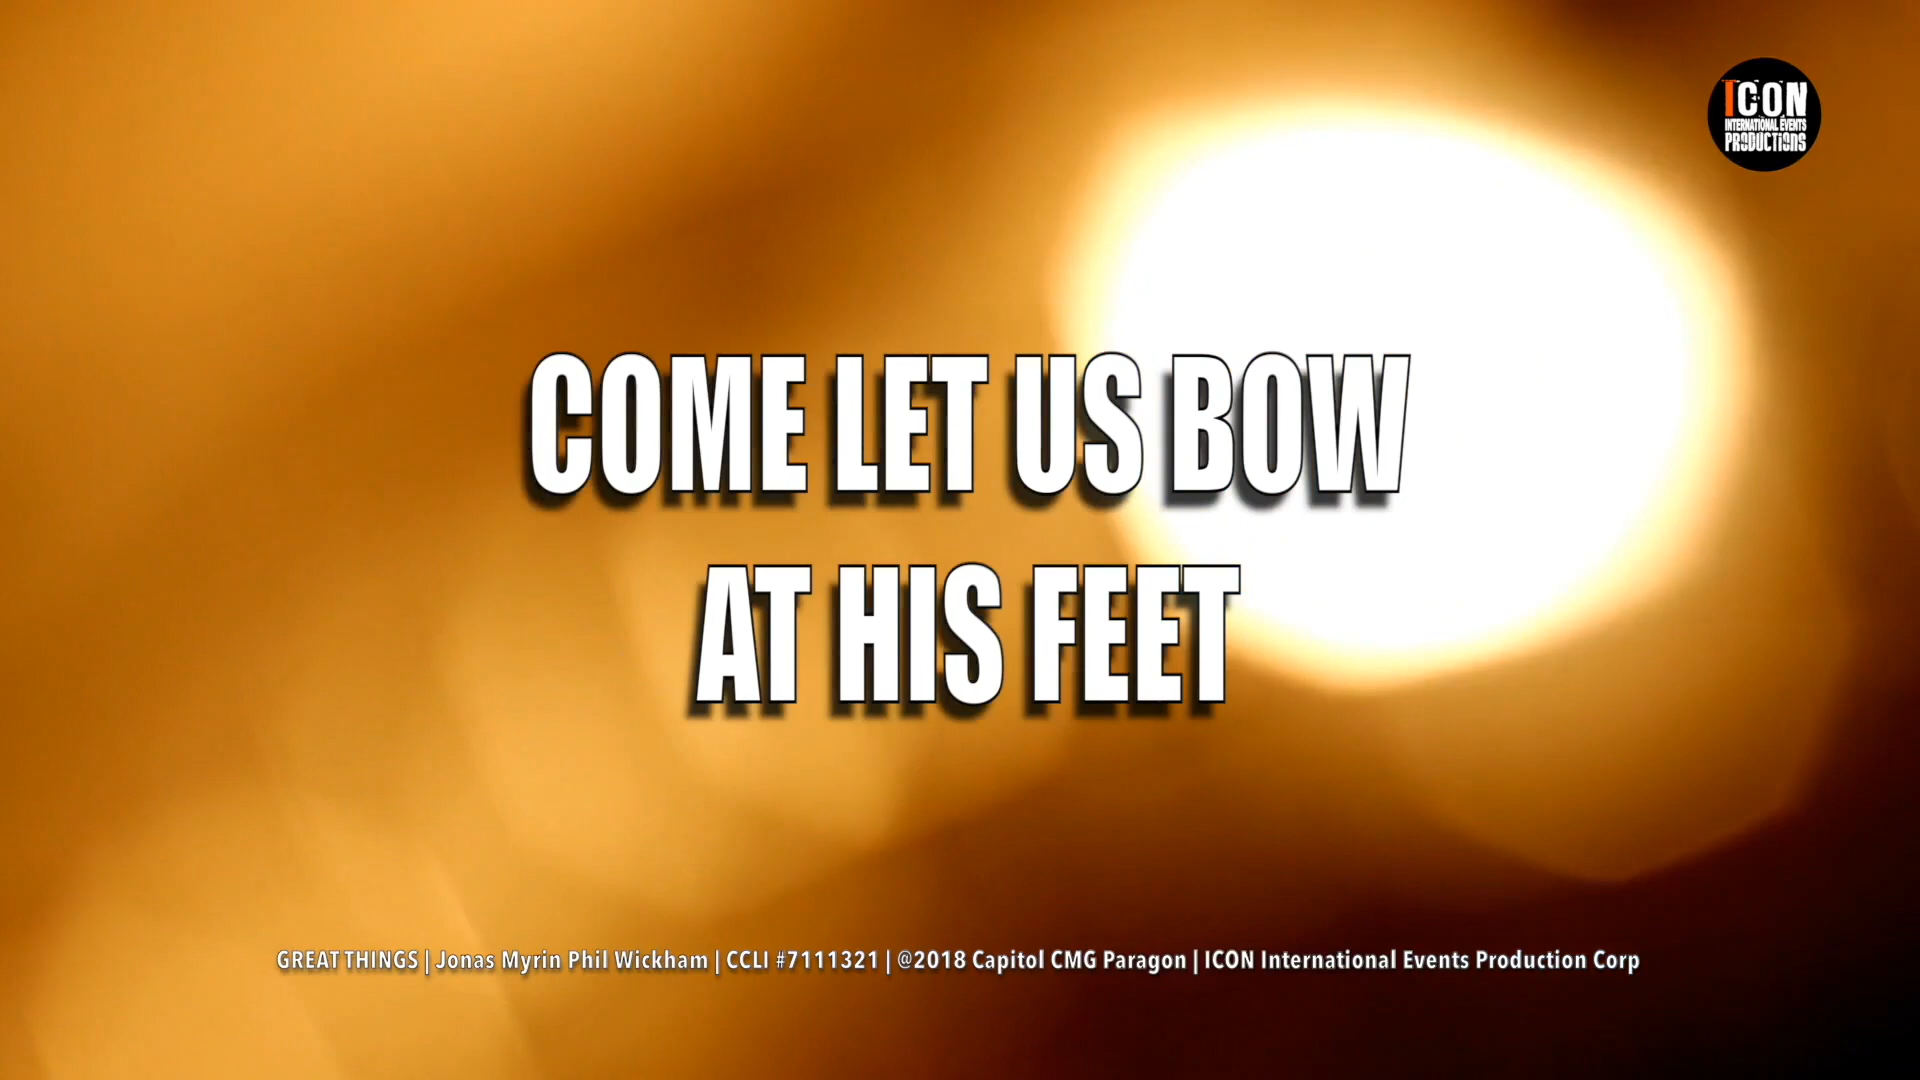 ICON
INTERNATIONAL EVENTS
PRODUCTIONS
COME LET US BOW
AT HIS FEET
GREAT THINGS | Jonas Myrin Phil Wickham | CCLI #7111321 | @2018 Capitol CMG Paragon | ICON International Events Production Corp